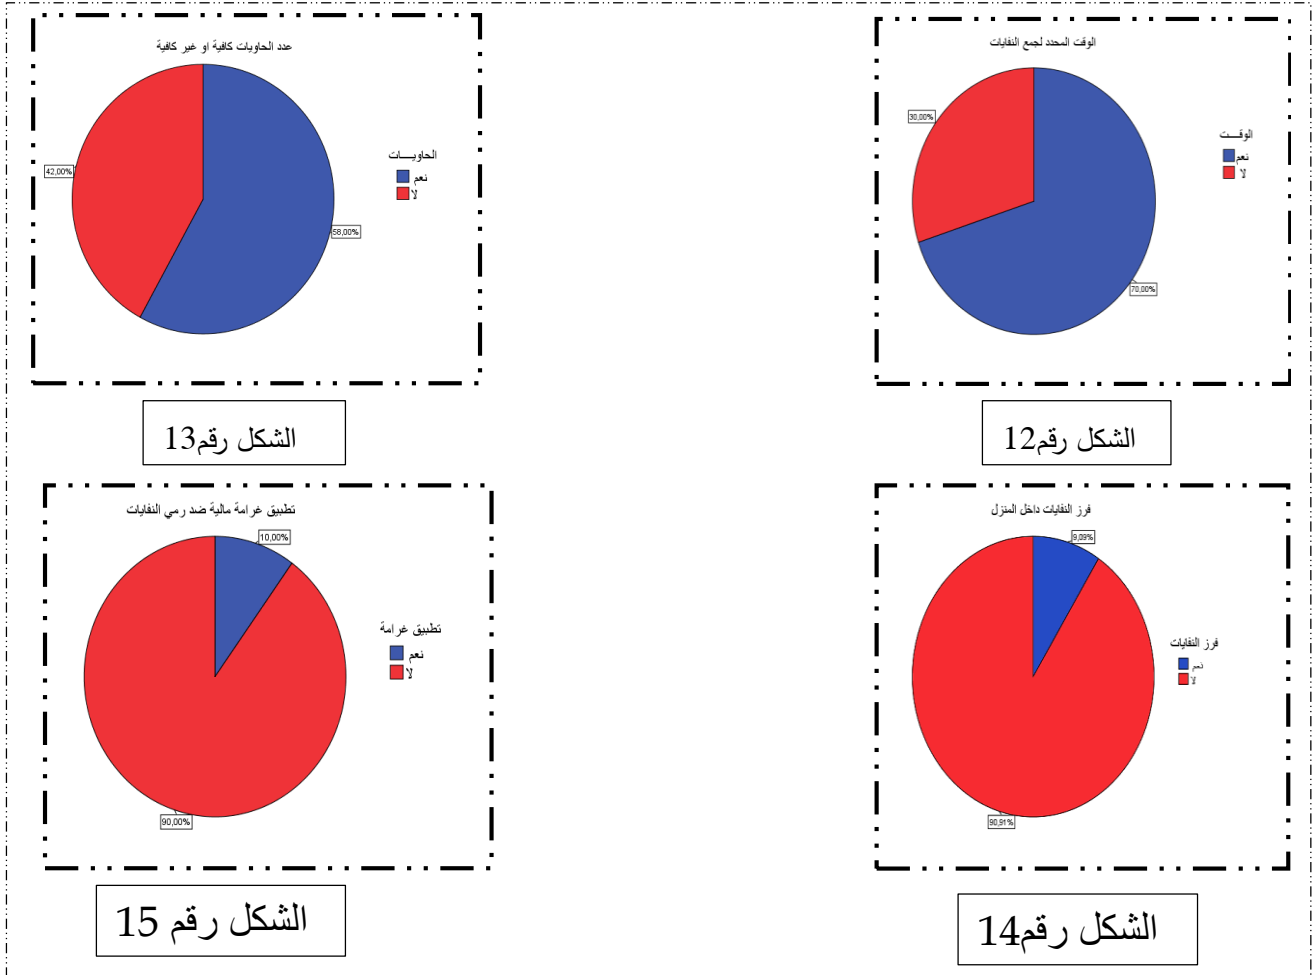 الوقت المحدد لجمع النفايات
30,00%
الوقــــت
نعم
لا
70,00%
الشكل رقم12
عدد الحاويات كافية او غير كافية
42,00%
الحاويــــات
نعم
لا
58,00%
الشكل رقم13
فرز النفايات داخل المنزل
9,09%
فرز النفايات
نعم
لا
90,91%
الشكل رقم14
تطبيق غرامة مالية ضد رمي النفايات
10,00%
تطبيق غرامة
نعم
لا
90,00%
الشكل رقم 15